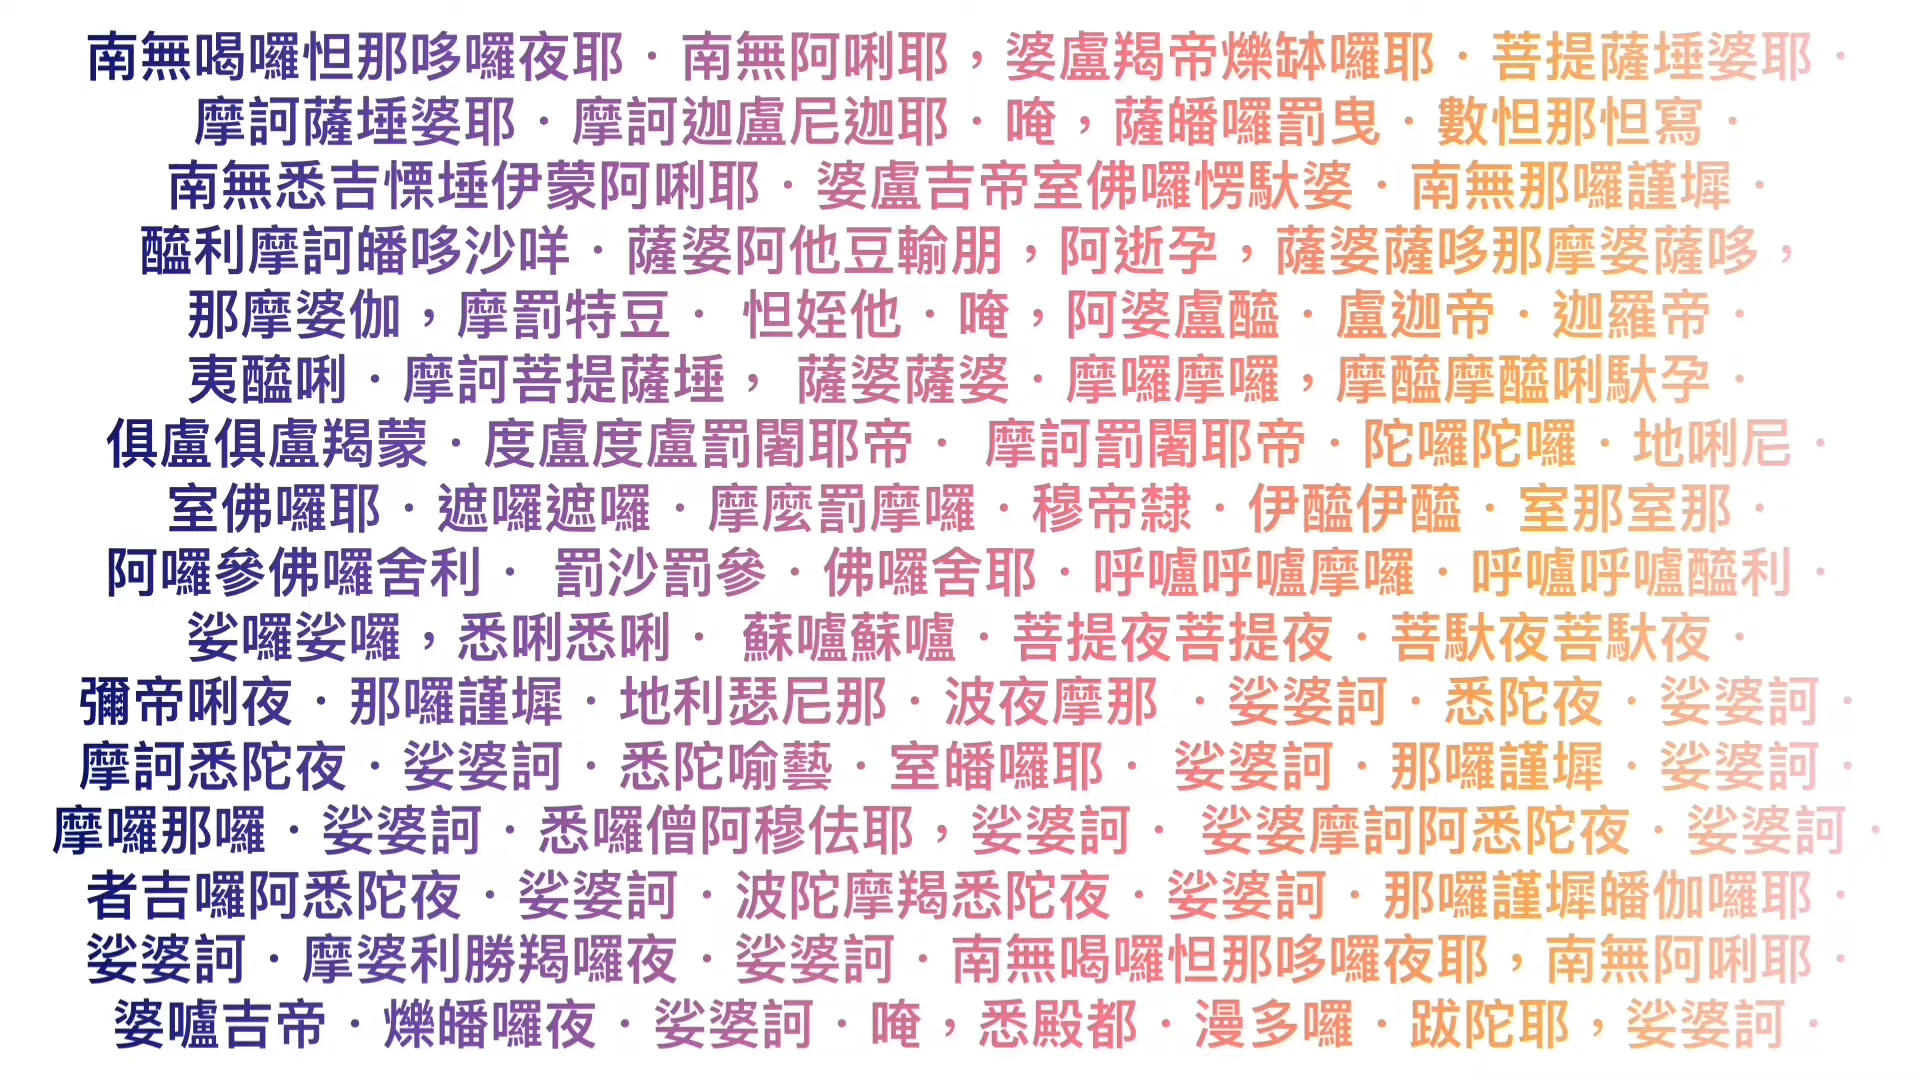 南無喝囉怛那哆囉夜耶．南無阿唎耶，婆盧羯帝爍缽囉耶．菩提薩埵婆耶．
摩訶薩埵婆耶．摩訶迦盧尼迦耶．唵，薩皤囉罰曳．數怛那怛寫．
南無悉吉慄埵伊蒙阿唎耶．婆盧吉帝室佛囉愣馱婆．南無那囉謹墀．
醯利摩訶皤哆沙咩．薩婆阿他豆輸朋，阿逝孕，薩婆薩哆那摩婆薩哆，
那摩婆伽，摩罰特豆． 怛姪他．唵，阿婆盧醯．盧迦帝．迦羅帝．
夷醯唎．摩訶菩提薩埵， 薩婆薩婆．摩囉摩囉，摩醯摩醯唎馱孕．
俱盧俱盧羯蒙．度盧度盧罰闍耶帝． 摩訶罰闍耶帝．陀囉陀囉．地唎尼．
室佛囉耶．遮囉遮囉．摩麼罰摩囉．穆帝隸．伊醯伊醯．室那室那．
阿囉參佛囉舍利． 罰沙罰參．佛囉舍耶．呼嚧呼嚧摩囉．呼嚧呼嚧醯利．
娑囉娑囉，悉唎悉唎． 蘇嚧蘇嚧．菩提夜菩提夜．菩馱夜菩馱夜．
彌帝唎夜．那囉謹墀．地利瑟尼那．波夜摩那 ．娑婆訶．悉陀夜．娑婆訶．
摩訶悉陀夜．娑婆訶．悉陀喻藝．室皤囉耶． 娑婆訶．那囉謹墀．娑婆訶．
摩囉那囉．娑婆訶．悉囉僧阿穆佉耶，娑婆訶． 娑婆摩訶阿悉陀夜．娑婆訶．
者吉囉阿悉陀夜．娑婆訶．波陀摩羯悉陀夜．娑婆訶．那囉謹墀皤伽囉耶．
娑婆訶．摩婆利勝羯囉夜．娑婆訶．南無喝囉怛那哆囉夜耶，南無阿唎耶．
婆嚧吉帝．爍皤囉夜．娑婆訶．唵，悉殿都．漫多囉．跋陀耶，娑婆訶．